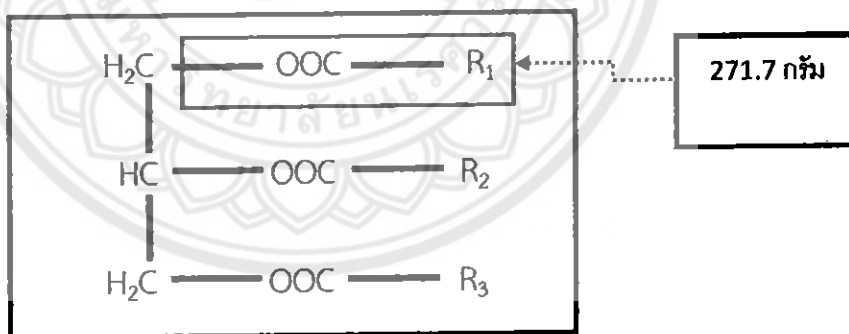 H₂C — OOC — R₁
271.7 กรัม
HC — OOC — R₂
H₂C — OOC — R₃